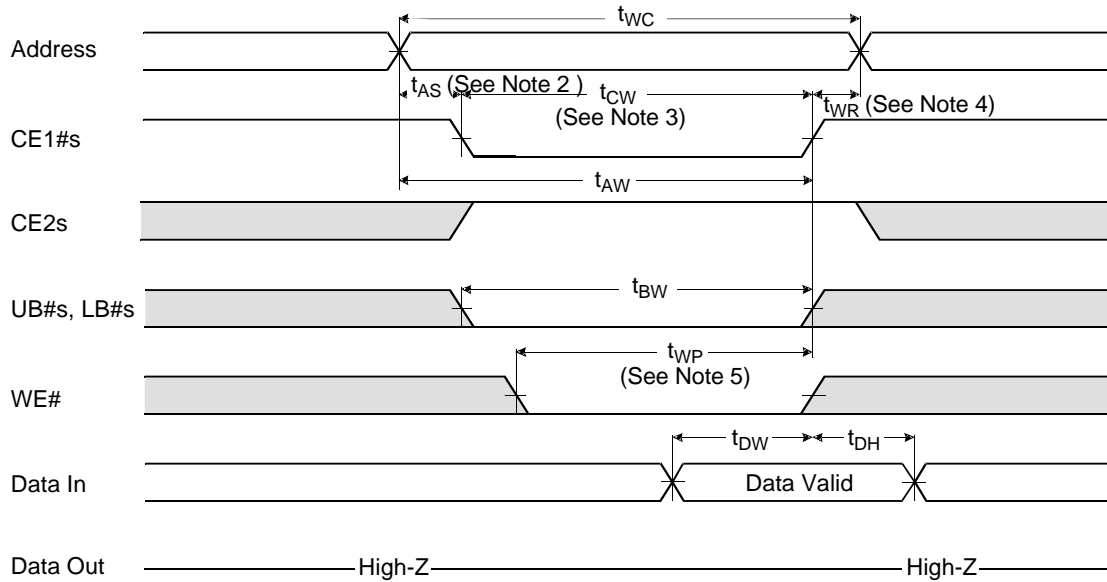 tWC
Address
tAS (See Note 2 )
tCW
(See Note 3)
tWR (See Note 4)
CE1#s
tAW
CE2s
tBW
UB#s, LB#s
tWP
(See Note 5)
WE#
tDW
tDH
Data In
Data Valid
Data Out
High-Z
High-Z